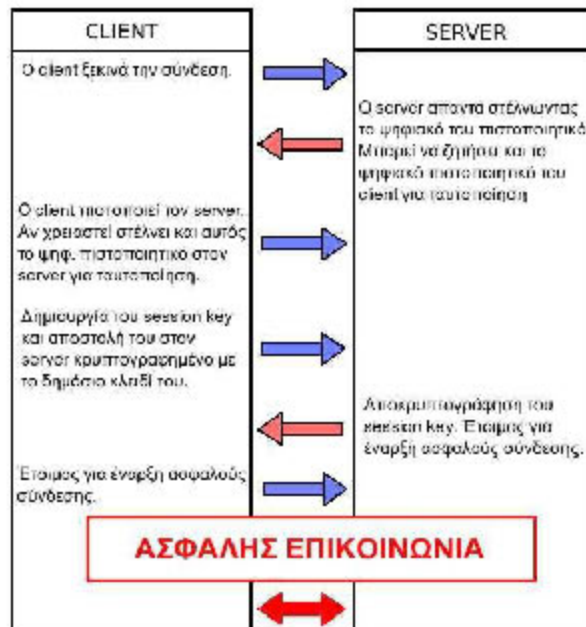 CLIENT
SERVER
Ο client ξεκινά την σύνδεση.
Ο server απαντά στέλνωντας
το ψηφιακό του πιστοποιητικό
Μπορεί να ζητήσει και το
ψηφιακό πιστοποιητικό του
client για ταυτοποίηση
Ο client πιστοποιεί τον server.
Αν χρειαστεί στέλνει και αυτός
το ψηφ. πιστοποιητικό στον
server για ταυτοποίηση.
Δημιουργία του session key
και αποστολή του στον
server κρυπτογραφημένο με
το δημόσιο κλειδί του.
Αποκρυπτογράφηση του
session key. Έτοιμος για
έναρξη ασφαλούς σύνδεσης.
Έτοιμος για έναρξη ασφαλούς
σύνδεσης.
ΑΣΦΑΛΗΣ ΕΠΙΚΟΙΝΩΝΙΑ